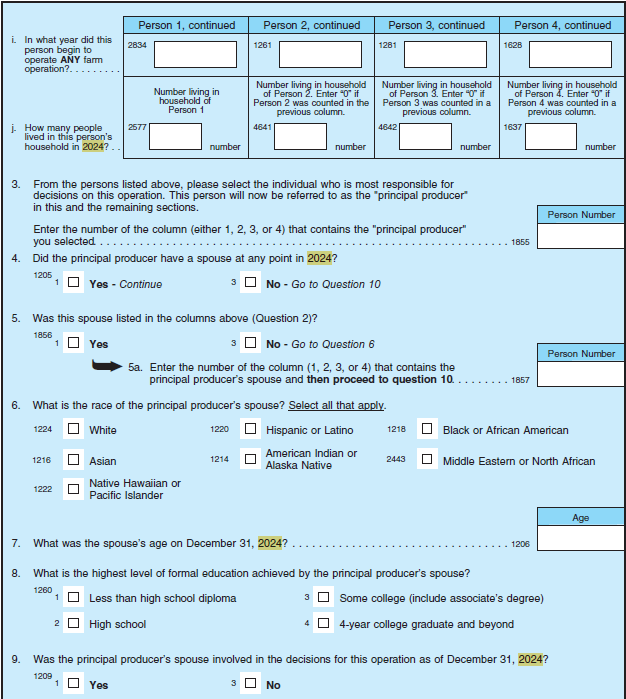 Person 1, continued Person 2, continued Person 3, continued Person 4, continued
i. In what year did this
person begin to
operate ANY farm
operation?. . . . . . . . .
2834 1261 1281 1628
Number living in
household of
Person 1
Number living in household
of Person 2. Enter “0” if
Person 2 was counted in the
previous column.
Number living in household
of Person 3. Enter “0” if
Person 3 was counted in a
previous column.
Number living in household
of Person 4. Enter “0” if
Person 4 was counted in a
previous column.
j. How many people
lived in this person's
household in 2024? . .
2577 number 4641 number 4642 number 1637 number
3. From the persons listed above, please select the individual who is most responsible for
decisions on this operation. This person will now be referred to as the "principal producer"
in this and the remaining sections.
Person Number
Enter the number of the column (either 1, 2, 3, or 4) that contains the "principal producer"
you selected. . . . . . . . . . . . . . . . . . . . . . . . . . . . . . . . . . . . . . . . . . . . . . . . . . . . . . . . . . . . . . . . . . 1855
4. Did the principal producer have a spouse at any point in 2024?
1205 1 Yes - Continue 3 No - Go to Question 10
5. Was this spouse listed in the columns above (Question 2)?
1856 1 Yes 3 No - Go to Question 6
Person Number
5a. Enter the number of the column (1, 2, 3, or 4) that contains the
principal producer's spouse and then proceed to question 10. . . . . . . . . 1857
6. What is the race of the principal producer's spouse? Select all that apply.
1224 White 1220 Hispanic or Latino 1218 Black or African American
1216 Asian 1214 American Indian or
Alaska Native 2443 Middle Eastern or North African
1222 Native Hawaiian or
Pacific Islander
Age
7. What was the spouse's age on December 31, 2024? . . . . . . . . . . . . . . . . . . . . . . . . . . . . . . . . . . 1206
8. What is the highest level of formal education achieved by the principal producer's spouse?
1260 1 Less than high school diploma 3 Some college (include associate's degree)
2 High school 4 4-year college graduate and beyond
9. Was the principal producer's spouse involved in the decisions for this operation as of December 31, 2024?
1209 1 Yes 3 No